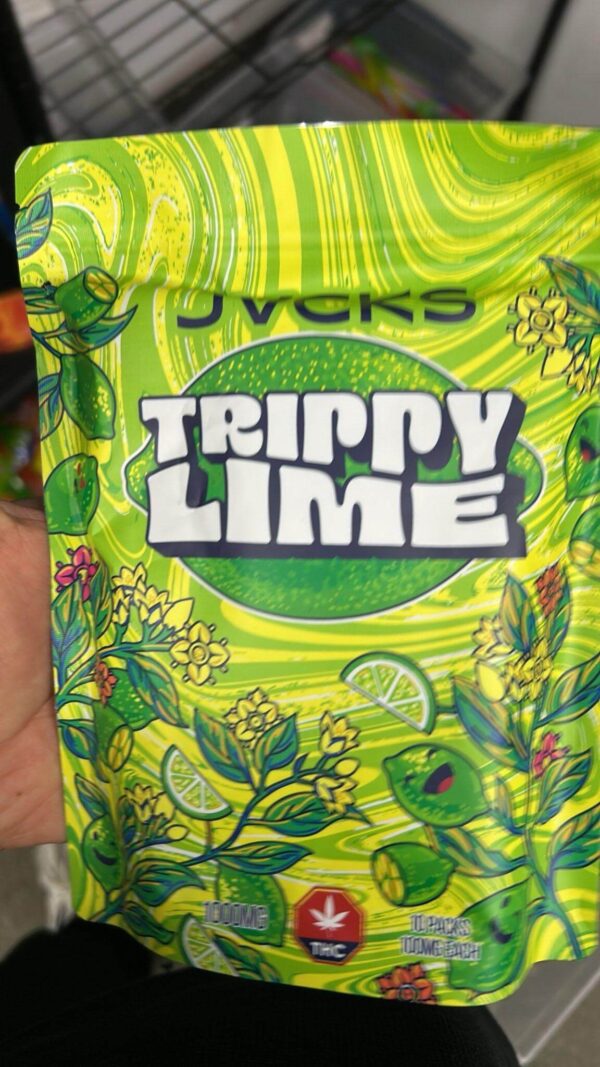 JVCKS
TRIPPY
LIME
1000MG
THC
10 PACKS
100MG EACH